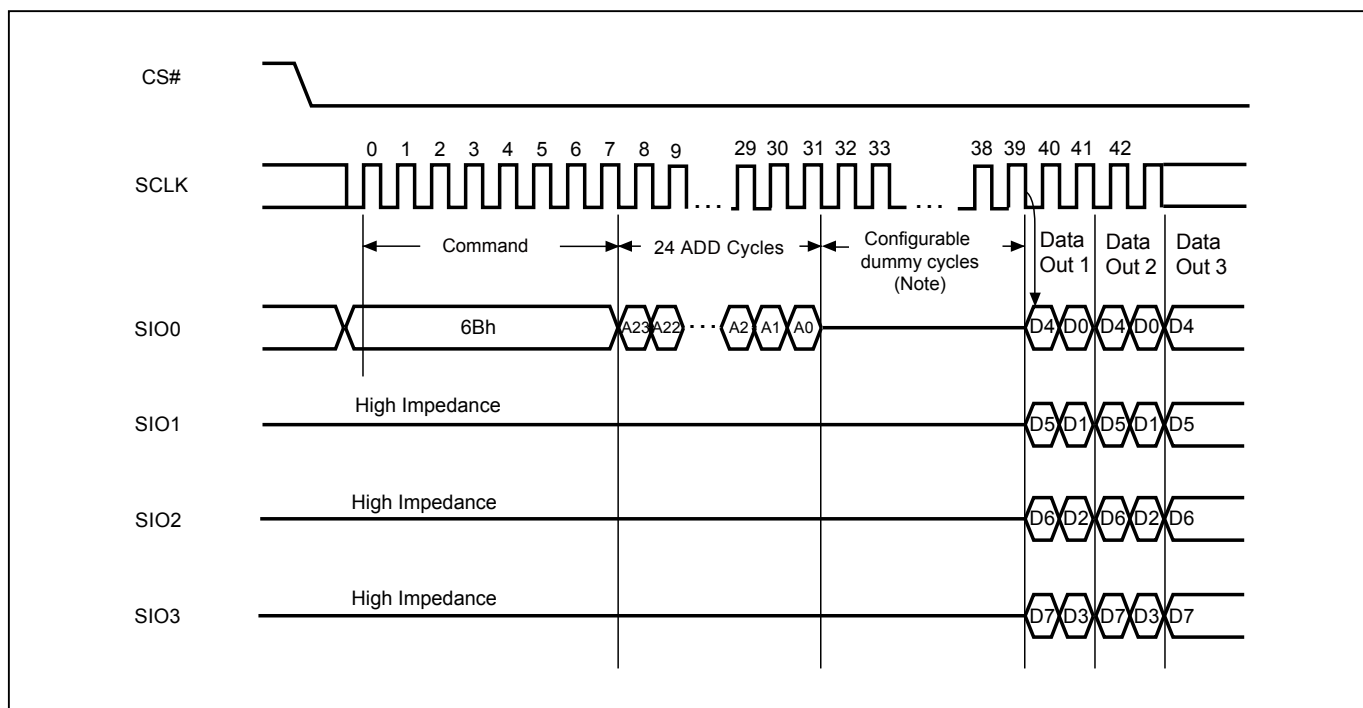 CS#
0 1 2 3 4 5 6 7 8 9 29 30 31 32 33 38 39 40 41 42
SCLK
· · · · · ·
Command 24 ADD Cycles Configurable dummy cycles (Note) Data Out 1 Data Out 2 Data Out 3
SIO0 6Bh A23 A22 · · · · A2 A1 A0 D4 D0 D4 D0 D4
High Impedance
SIO1 D5 D1 D5 D1 D5
High Impedance
SIO2 D6 D2 D6 D2 D6
High Impedance
SIO3 D7 D3 D7 D3 D7